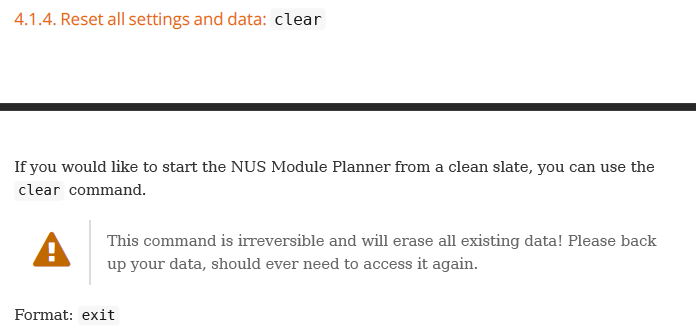 4.1.4. Reset all settings and data: clear
If you would like to start the NUS Module Planner from a clean slate, you can use the
clear command.
This command is irreversible and will erase all existing data! Please back
up your data, should ever need to access it again.
Format: exit